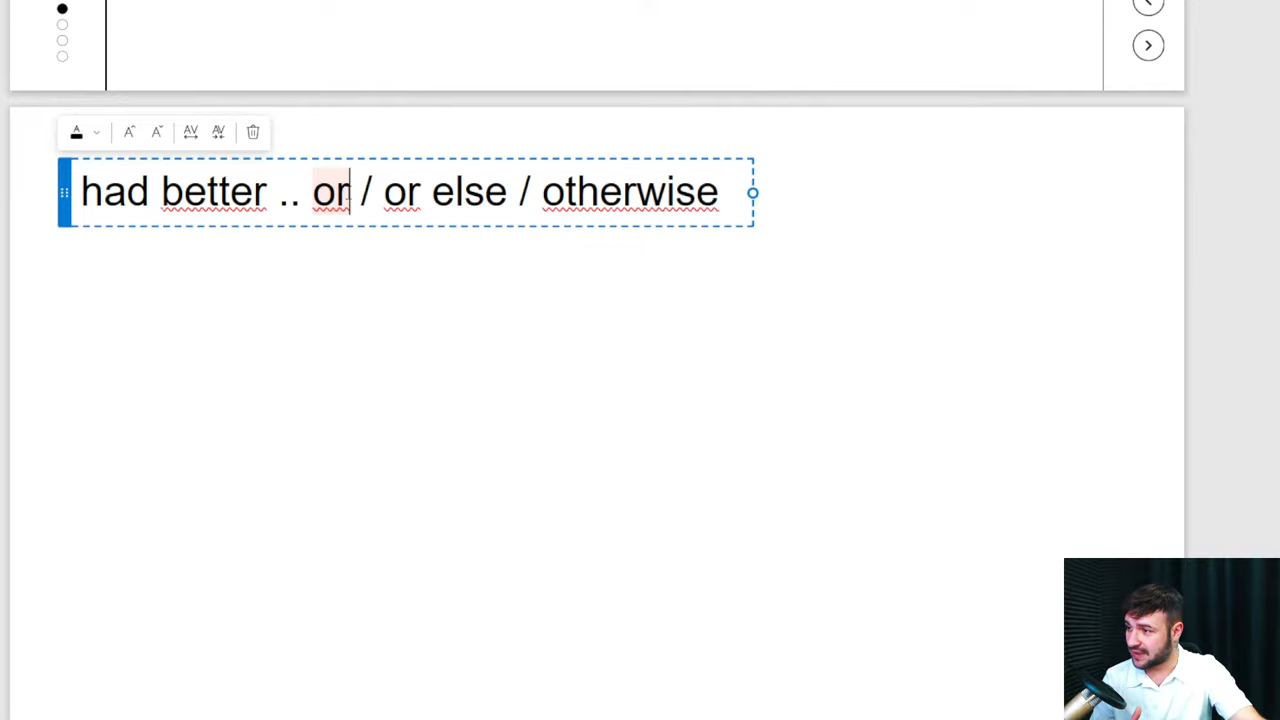 had better .. or / or else / otherwise